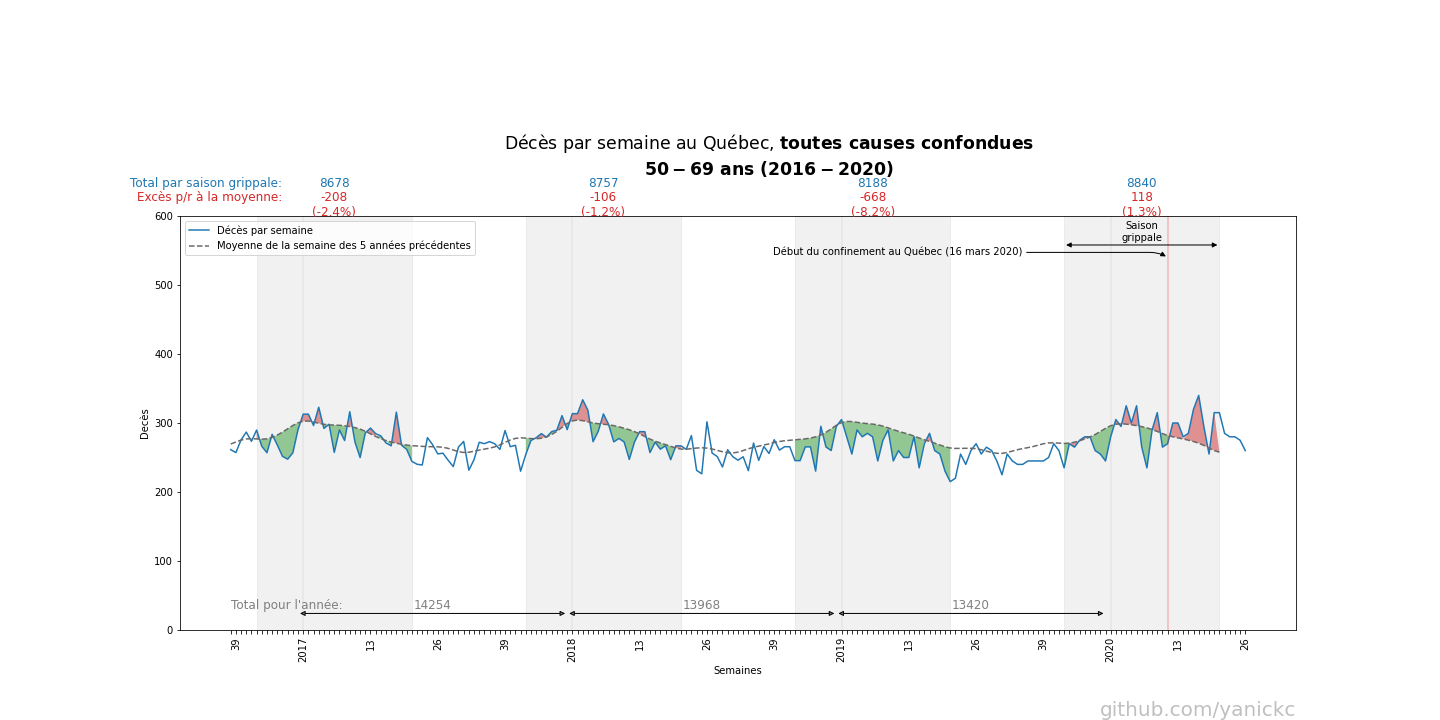 Décès par semaine au Québec, toutes causes confondues
50 – 69 ans (2016 – 2020)
Total par saison grippale: 8678 8757 8188 8840
Excès p/r à la moyenne: -208 -106 -668 118
(-2.4%) (-1.2%) (-8.2%) (1.3%)
Décès par semaine
Moyenne de la semaine des 5 années précédentes
Saison
grippale
Début du confinement au Québec (16 mars 2020)
600
500
400
300
200
100
0
Decès
Total pour l'année: 14254 13968 13420
39 2017 13 26 39 2018 13 26 39 2019 13 26 39 2020 13 26
Semaines
github.com/yanickc